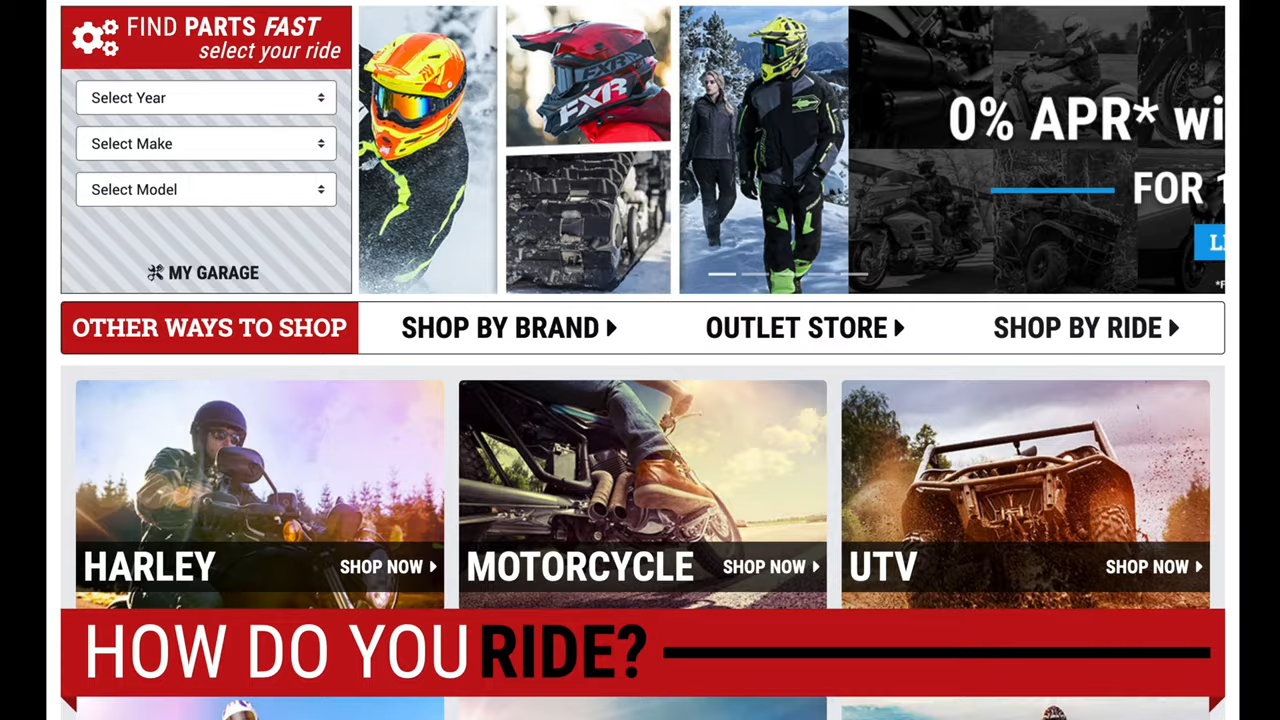 FIND PARTS FAST
select your ride
Select Year
Select Make
Select Model
MY GARAGE
FXR
FXR
0% APR* wi
FOR 1
OTHER WAYS TO SHOP
SHOP BY BRAND
OUTLET STORE
SHOP BY RIDE
HARLEY
SHOP NOW
MOTORCYCLE
SHOP NOW
UTV
SHOP NOW
HOW DO YOU RIDE?